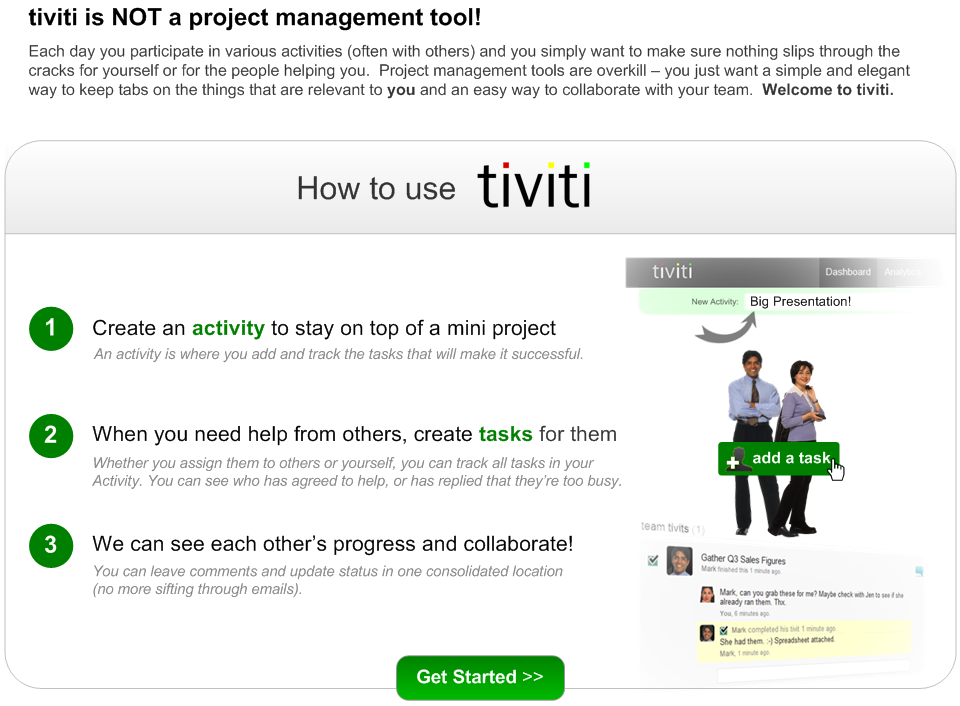 tiviti is NOT a project management tool!
Each day you participate in various activities (often with others) and you simply want to make sure nothing slips through the
cracks for yourself or for the people helping you.  Project management tools are overkill – you just want a simple and elegant
way to keep tabs on the things that are relevant to you and an easy way to collaborate with your team.  Welcome to tiviti.
How to use tiviti
1
Create an activity to stay on top of a mini project
An activity is where you add and track the tasks that will make it successful.
2
When you need help from others, create tasks for them
Whether you assign them to others or yourself, you can track all tasks in your
Activity. You can see who has agreed to help, or has replied that they’re too busy.
3
We can see each other’s progress and collaborate!
You can leave comments and update status in one consolidated location
(no more sifting through emails).
tiviti Dashboard
New Activity: Big Presentation!
add a task
team tivits (1)
Gather Q3 Sales Figures
Mark finished this 1 minute ago.
Mark, can you grab these for me? Maybe check with Jen to see if she
already ran them. Thx.
You, 6 minutes ago.
Mark completed his tivit 1 minute ago.
She had them. :-) Spreadsheet attached.
Mark, 1 minute ago.
Get Started >>